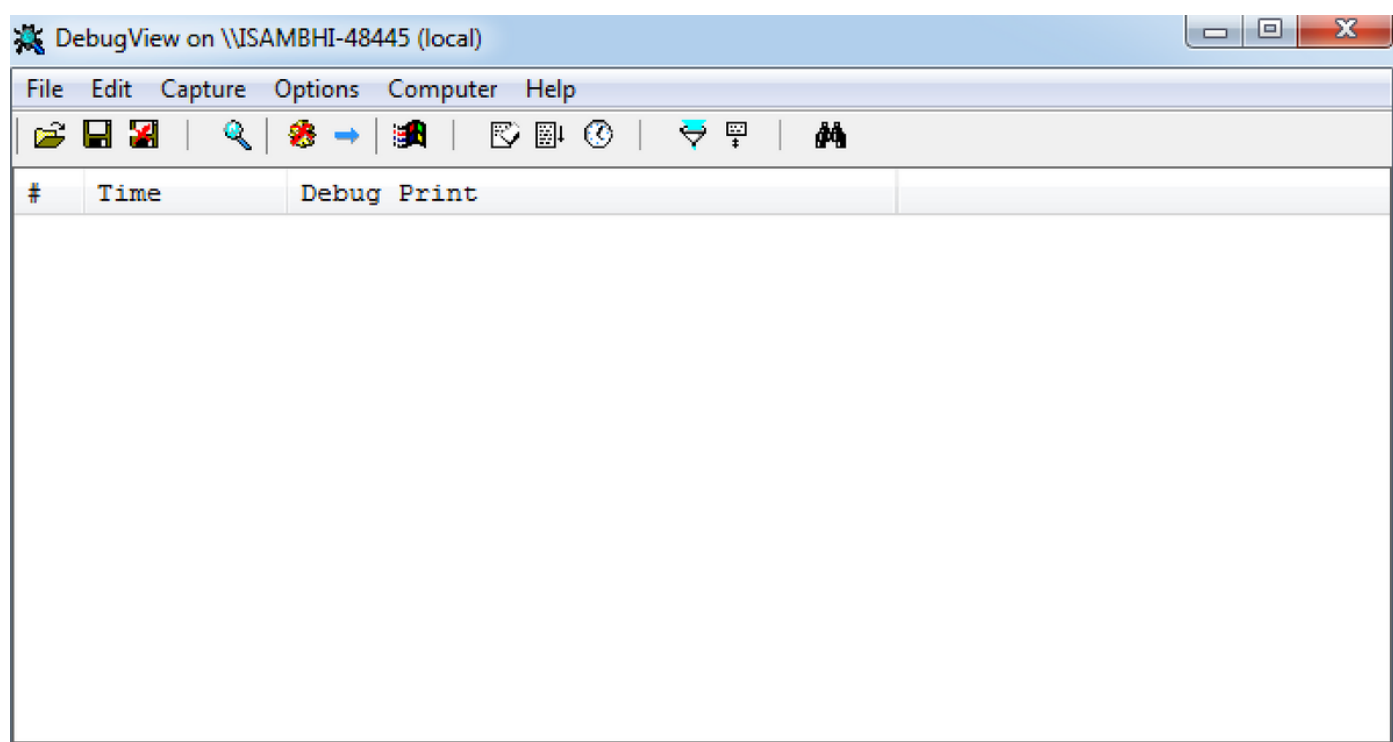 DebugView on \\ISAMBHI-48445 (local)
File Edit Capture Options Computer Help
# Time Debug Print